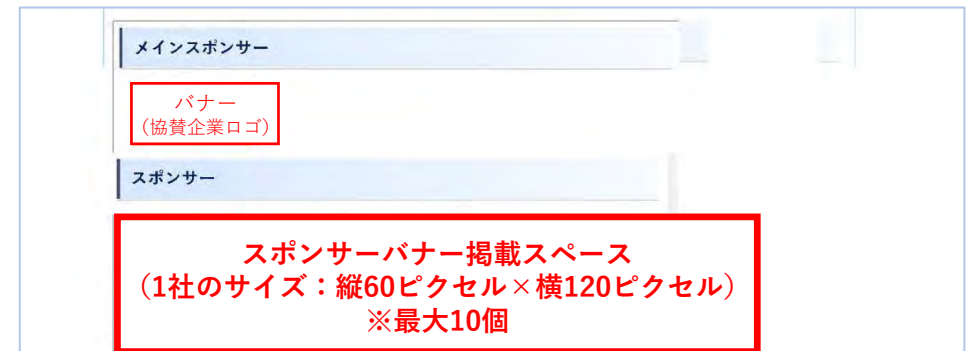 メインスポンサー
バナー
（協賛企業ロゴ）
スポンサー
スポンサーバナー掲載スペース
（1社のサイズ：縦60ピクセル×横120ピクセル）
※最大10個